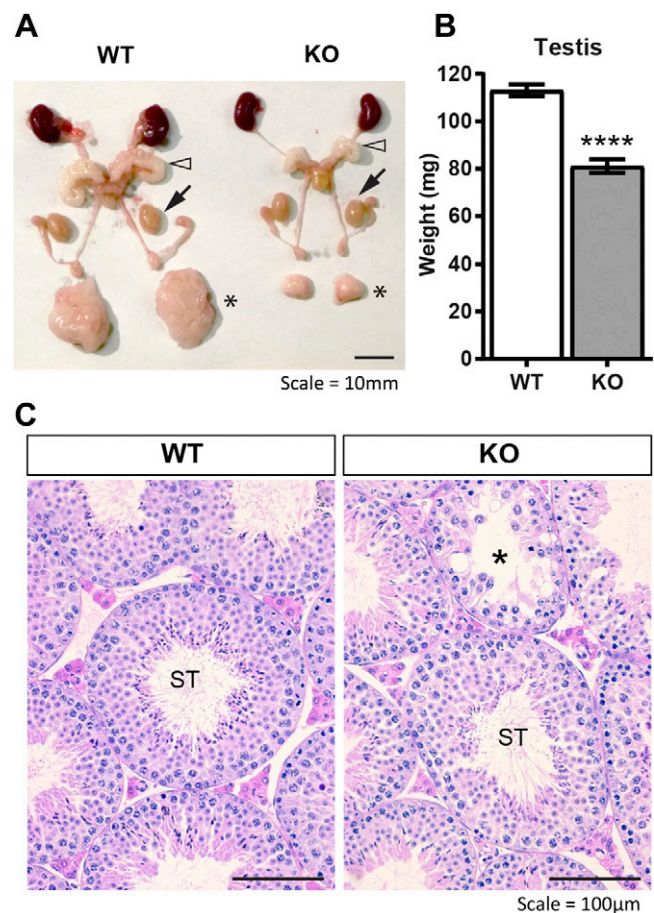 A
WT KO
*
*
Scale = 10mm
B
Testis
Weight (mg)
120
100
80
60
40
20
0
****
WT KO
C
WT KO
ST
*
ST
Scale = 100μm